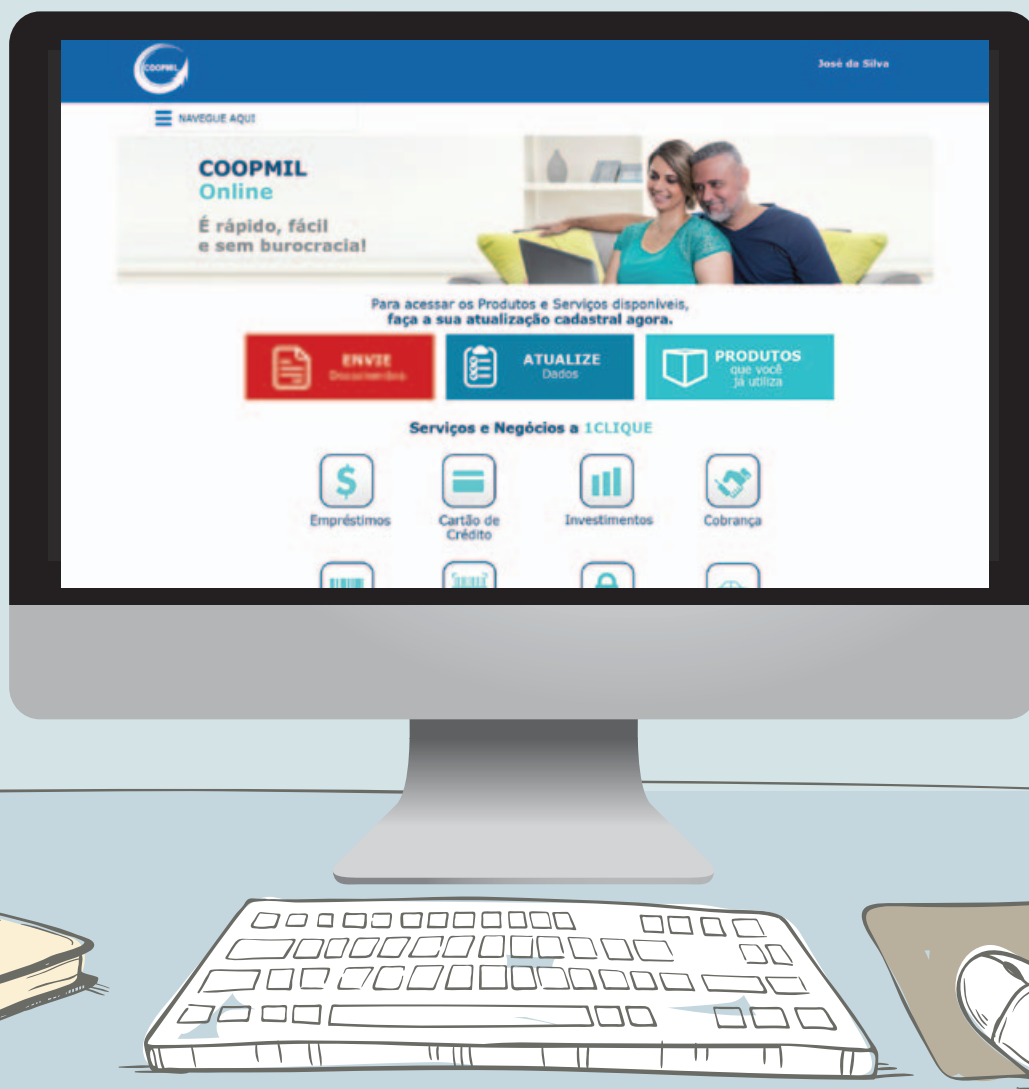 COOPMIL
José da Silva
NAVEGUE AQUI
COOPMIL
Online
É rápido, fácil
e sem burocracia!
Para acessar os Produtos e Serviços disponíveis,
faça a sua atualização cadastral agora.
ENVIE
Documentos
ATUALIZE
Dados
PRODUTOS
que você
já utiliza
Serviços e Negócios a 1CLIQUE
$
Empréstimos
Cartão de
Crédito
Investimentos
Cobrança